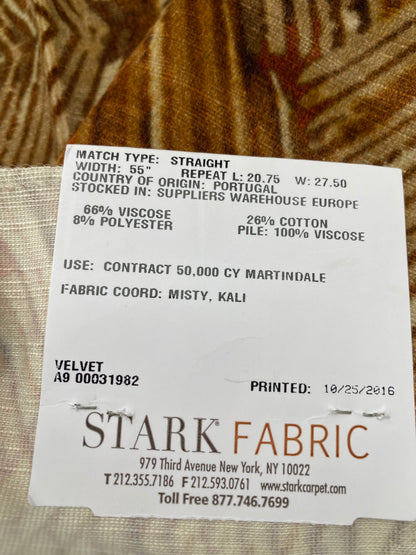 MATCH TYPE: STRAIGHT
WIDTH: 55" REPEAT L: 20.75 W: 27.50
COUNTRY OF ORIGIN: PORTUGAL
STOCKED IN: SUPPLIERS WAREHOUSE EUROPE
66% VISCOSE 26% COTTON
8% POLYESTER PILE: 100% VISCOSE
USE: CONTRACT 50,000 CY MARTINDALE
FABRIC COORD: MISTY, KALI
VELVET
A9 00031982
PRINTED: 10/25/2016
STARK® FABRIC
979 Third Avenue New York, NY 10022
T 212.355.7186 F 212.593.0761 www.starkcarpet.com
Toll Free 877.746.7699